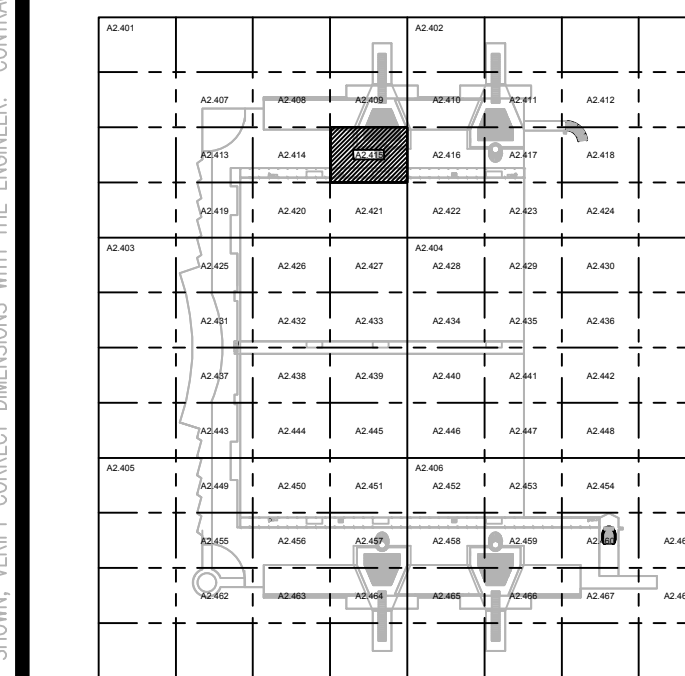 SHOWN, VERIFY CORRECT DIMENSIONS WITH THE ENGINEER. CONTRA
A2.401 A2.402
A2.407 A2.408 A2.409 A2.410 A2.411 A2.412
A2.413 A2.414 A2.415 A2.416 A2.417 A2.418
A2.419 A2.420 A2.421 A2.422 A2.423 A2.424
A2.403 A2.404
A2.425 A2.426 A2.427 A2.428 A2.429 A2.430
A2.431 A2.432 A2.433 A2.434 A2.435 A2.436
A2.437 A2.438 A2.439 A2.440 A2.441 A2.442
A2.443 A2.444 A2.445 A2.446 A2.447 A2.448
A2.405 A2.406
A2.449 A2.450 A2.451 A2.452 A2.453 A2.454
A2.455 A2.456 A2.457 A2.458 A2.459 A2.460 A2.46
A2.462 A2.463 A2.464 A2.465 A2.466 A2.467 A2.46